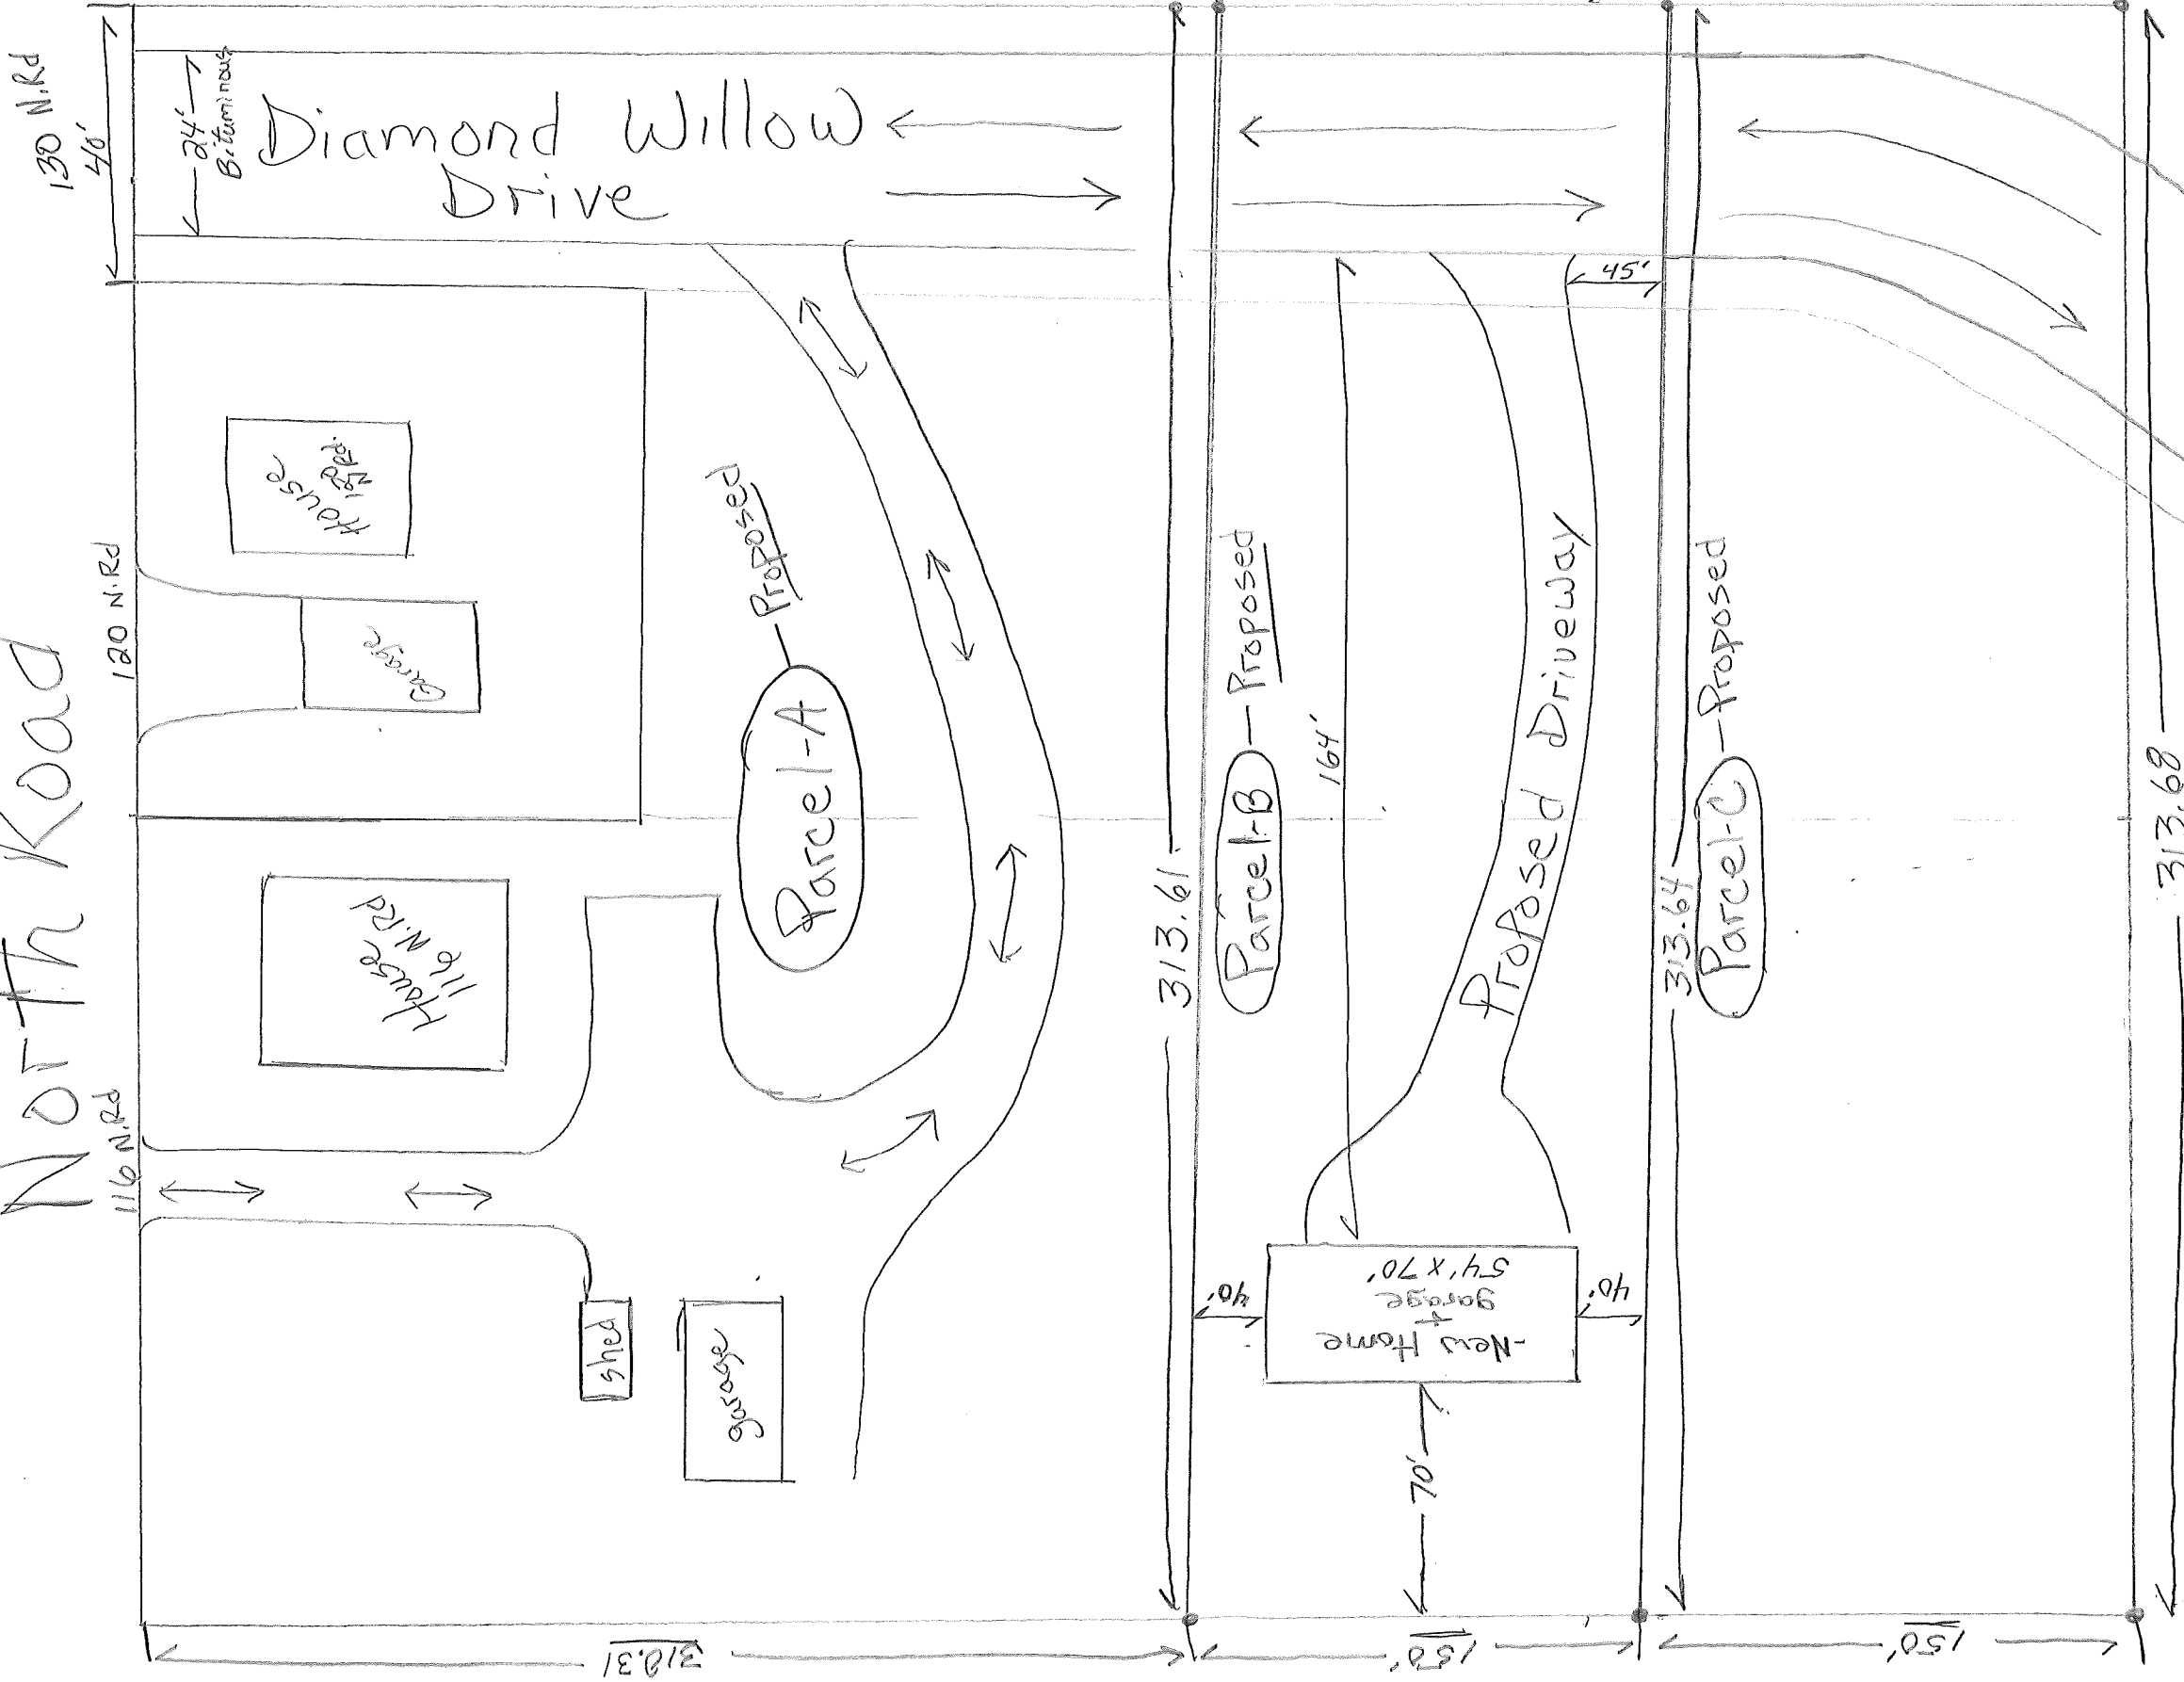 North Road
130 N.Rd
40'
24'
Bituminous
Diamond Willow
Drive
120 N.Rd
House
120
N.Rd.
Garage
116 N.Rd
House
116 N.Rd
shed
garage
Parcel-A
Proposed
313.61
Parcel-B
Proposed
164'
Proposed Driveway
45'
-New Home
+
garage
54' x 70'
40'
40'
70'
313.64
Parcel-C
Proposed
313.68
310.31
150'
150'